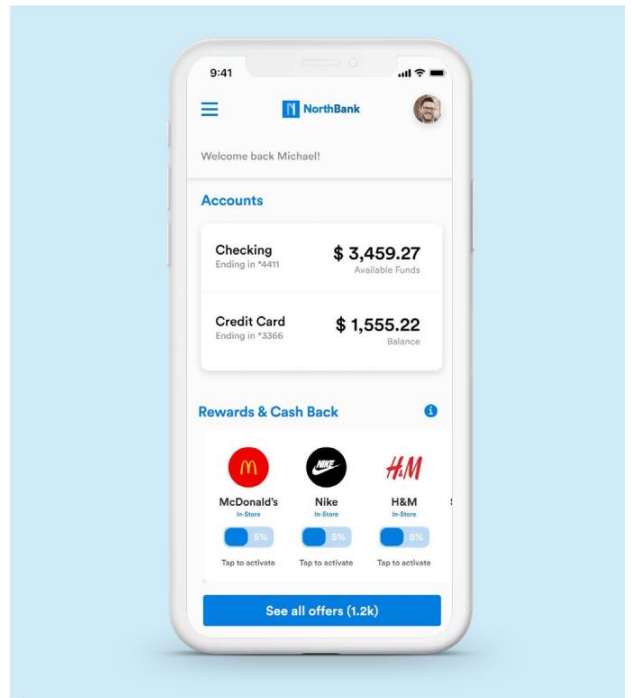 9:41
NorthBank
Welcome back Michael!
Accounts
Checking
$ 3,459.27
Ending in *4411
Available Funds
Credit Card
$ 1,555.22
Ending in *3366
Balance
Rewards & Cash Back
i
M
NIKE
H&M
McDonald's
Nike
H&M
In-Store
In-Store
In-Store
5%
5%
5%
Tap to activate
Tap to activate
Tap to activate
See all offers (1.2k)